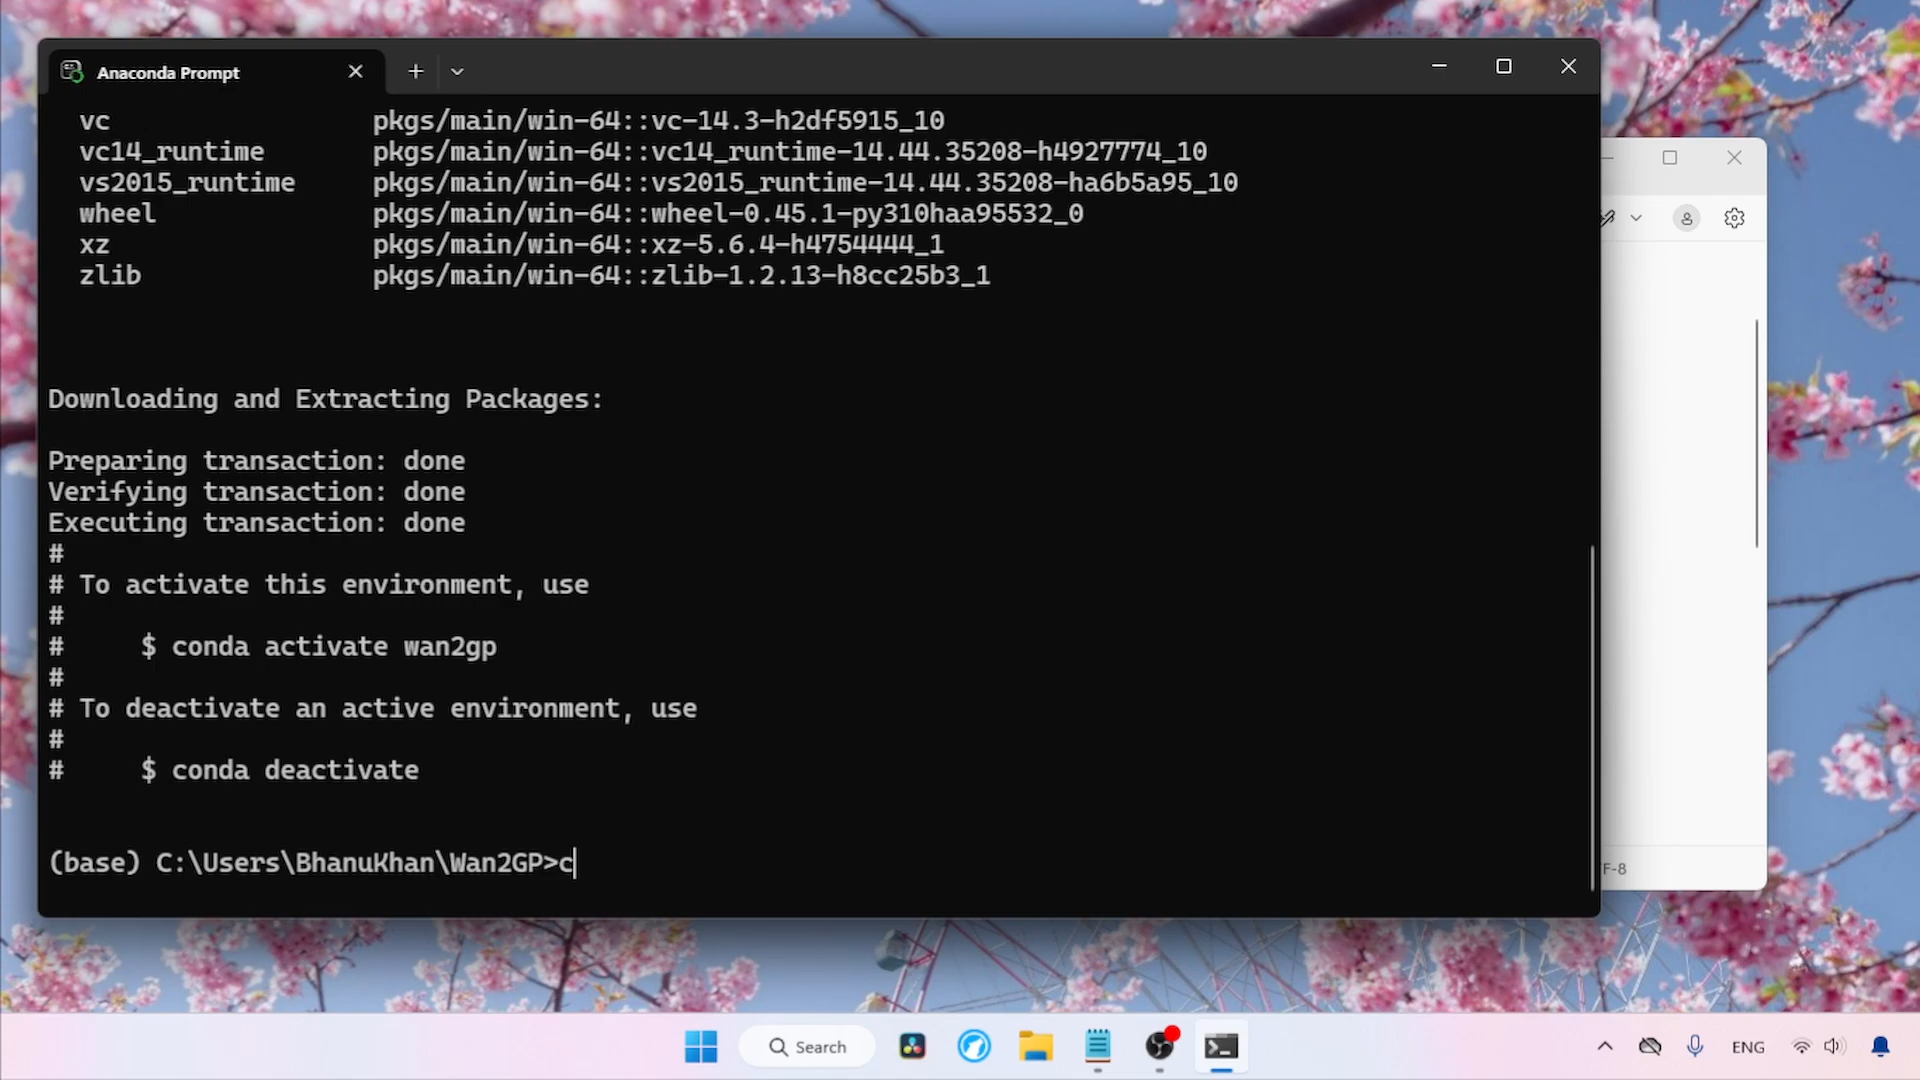 Anaconda Prompt
vc pkgs/main/win-64::vc-14.3-h2df5915_10
vc14_runtime pkgs/main/win-64::vc14_runtime-14.44.35208-h4927774_10
vs2015_runtime pkgs/main/win-64::vs2015_runtime-14.44.35208-ha6b5a95_10
wheel pkgs/main/win-64::wheel-0.45.1-py310haa95532_0
xz pkgs/main/win-64::xz-5.6.4-h4754444_1
zlib pkgs/main/win-64::zlib-1.2.13-h8cc25b3_1
Downloading and Extracting Packages:
Preparing transaction: done
Verifying transaction: done
Executing transaction: done
#
# To activate this environment, use
#
# $ conda activate wan2gp
#
# To deactivate an active environment, use
#
# $ conda deactivate
(base) C:\Users\BhanuKhan\Wan2GP>c
F-8
Search
ENG